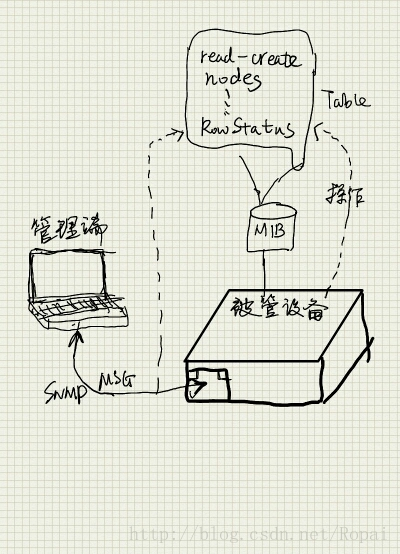 read-create
nodes
RowStatus
Table
操作
MIB
管理端
被管设备
SNMP MSG
http://blog.csdn.net/Ropai